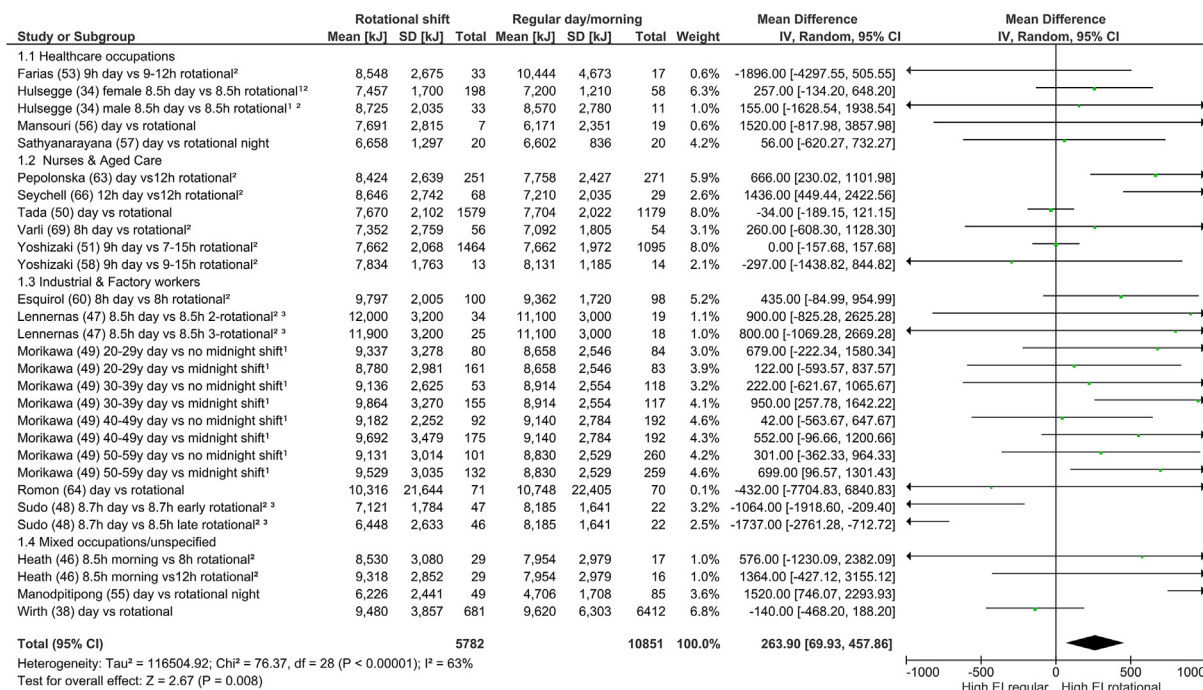 Rotational shift Regular day/morning Mean Difference Mean Difference
Study or Subgroup Mean [kJ] SD [kJ] Total Mean [kJ] SD [kJ] Total Weight IV, Random, 95% CI IV, Random, 95% CI
1.1 Healthcare occupations
Farias (53) 9h day vs 9-12h rotational² 8,548 2,675 33 10,444 4,673 17 0.6% -1896.00 [-4297.55, 505.55]
Hulsegge (34) female 8.5h day vs 8.5h rotational¹² 7,457 1,700 198 7,200 1,210 58 6.3% 257.00 [-134.20, 648.20]
Hulsegge (34) male 8.5h day vs 8.5h rotational¹ ² 8,725 2,035 33 8,570 2,780 11 1.0% 155.00 [-1628.54, 1938.54]
Mansouri (56) day vs rotational 7,691 2,815 7 6,171 2,351 19 0.6% 1520.00 [-817.98, 3857.98]
Sathyanarayana (57) day vs rotational night 6,658 1,297 20 6,602 836 20 4.2% 56.00 [-620.27, 732.27]
1.2 Nurses & Aged Care
Pepolonska (63) day vs12h rotational² 8,424 2,639 251 7,758 2,427 271 5.9% 666.00 [230.02, 1101.98]
Seychell (66) 12h day vs12h rotational² 8,646 2,742 68 7,210 2,035 29 2.6% 1436.00 [449.44, 2422.56]
Tada (50) day vs rotational 7,670 2,102 1579 7,704 2,022 1179 8.0% -34.00 [-189.15, 121.15]
Varli (69) 8h day vs rotational² 7,352 2,759 56 7,092 1,805 54 3.1% 260.00 [-608.30, 1128.30]
Yoshizaki (51) 9h day vs 7-15h rotational² 7,662 2,068 1464 7,662 1,972 1095 8.0% 0.00 [-157.68, 157.68]
Yoshizaki (58) 9h day vs 9-15h rotational² 7,834 1,763 13 8,131 1,185 14 2.1% -297.00 [-1438.82, 844.82]
1.3 Industrial & Factory workers
Esquirol (60) 8h day vs 8h rotational² 9,797 2,005 100 9,362 1,720 98 5.2% 435.00 [-84.99, 954.99]
Lennernas (47) 8.5h day vs 8.5h 2-rotational² ³ 12,000 3,200 34 11,100 3,000 19 1.1% 900.00 [-825.28, 2625.28]
Lennernas (47) 8.5h day vs 8.5h 3-rotational² ³ 11,900 3,200 25 11,100 3,000 18 1.0% 800.00 [-1069.28, 2669.28]
Morikawa (49) 20-29y day vs no midnight shift¹ 9,337 3,278 80 8,658 2,546 84 3.0% 679.00 [-222.34, 1580.34]
Morikawa (49) 20-29y day vs midnight shift¹ 8,780 2,981 161 8,658 2,546 83 3.9% 122.00 [-593.57, 837.57]
Morikawa (49) 30-39y day vs no midnight shift¹ 9,136 2,625 53 8,914 2,554 118 3.2% 222.00 [-621.67, 1065.67]
Morikawa (49) 30-39y day vs midnight shift¹ 9,864 3,270 155 8,914 2,554 117 4.1% 950.00 [257.78, 1642.22]
Morikawa (49) 40-49y day vs no midnight shift¹ 9,182 2,252 92 9,140 2,784 192 4.6% 42.00 [-563.67, 647.67]
Morikawa (49) 40-49y day vs midnight shift¹ 9,692 3,479 175 9,140 2,784 192 4.3% 552.00 [-96.66, 1200.66]
Morikawa (49) 50-59y day vs no midnight shift¹ 9,131 3,014 101 8,830 2,529 260 4.2% 301.00 [-362.33, 964.33]
Morikawa (49) 50-59y day vs midnight shift¹ 9,529 3,035 132 8,830 2,529 259 4.6% 699.00 [96.57, 1301.43]
Romon (64) day vs rotational 10,316 21,644 71 10,748 22,405 70 0.1% -432.00 [-7704.83, 6840.83]
Sudo (48) 8.7h day vs 8.7h early rotational² ³ 7,121 1,784 47 8,185 1,641 22 3.2% -1064.00 [-1918.60, -209.40]
Sudo (48) 8.7h day vs 8.5h late rotational² ³ 6,448 2,633 46 8,185 1,641 22 2.5% -1737.00 [-2761.28, -712.72]
1.4 Mixed occupations/unspecified
Heath (46) 8.5h morning vs 8h rotational² 8,530 3,080 29 7,954 2,979 17 1.0% 576.00 [-1230.09, 2382.09]
Heath (46) 8.5h morning vs12h rotational² 9,318 2,852 29 7,954 2,979 16 1.0% 1364.00 [-427.12, 3155.12]
Manodpitipong (55) day vs rotational night 6,226 2,441 49 4,706 1,708 85 3.6% 1520.00 [746.07, 2293.93]
Wirth (38) day vs rotational 9,480 3,857 681 9,620 6,303 6412 6.8% -140.00 [-468.20, 188.20]
Total (95% CI) 5782 10851 100.0% 263.90 [69.93, 457.86]
Heterogeneity: Tau² = 116504.92; Chi² = 76.37, df = 28 (P < 0.00001); I² = 63%
Test for overall effect: Z = 2.67 (P = 0.008)
-1000 -500 0 500 1000
High EI regular High EI rotational